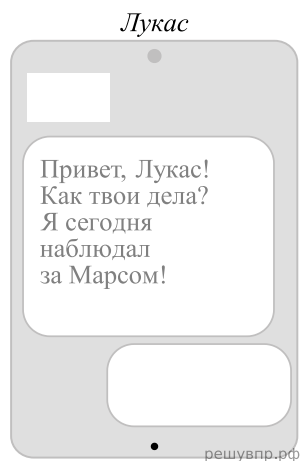 Лукас
Привет, Лукас!
Как твои дела?
Я сегодня
наблюдал
за Марсом!
решувпр.рф